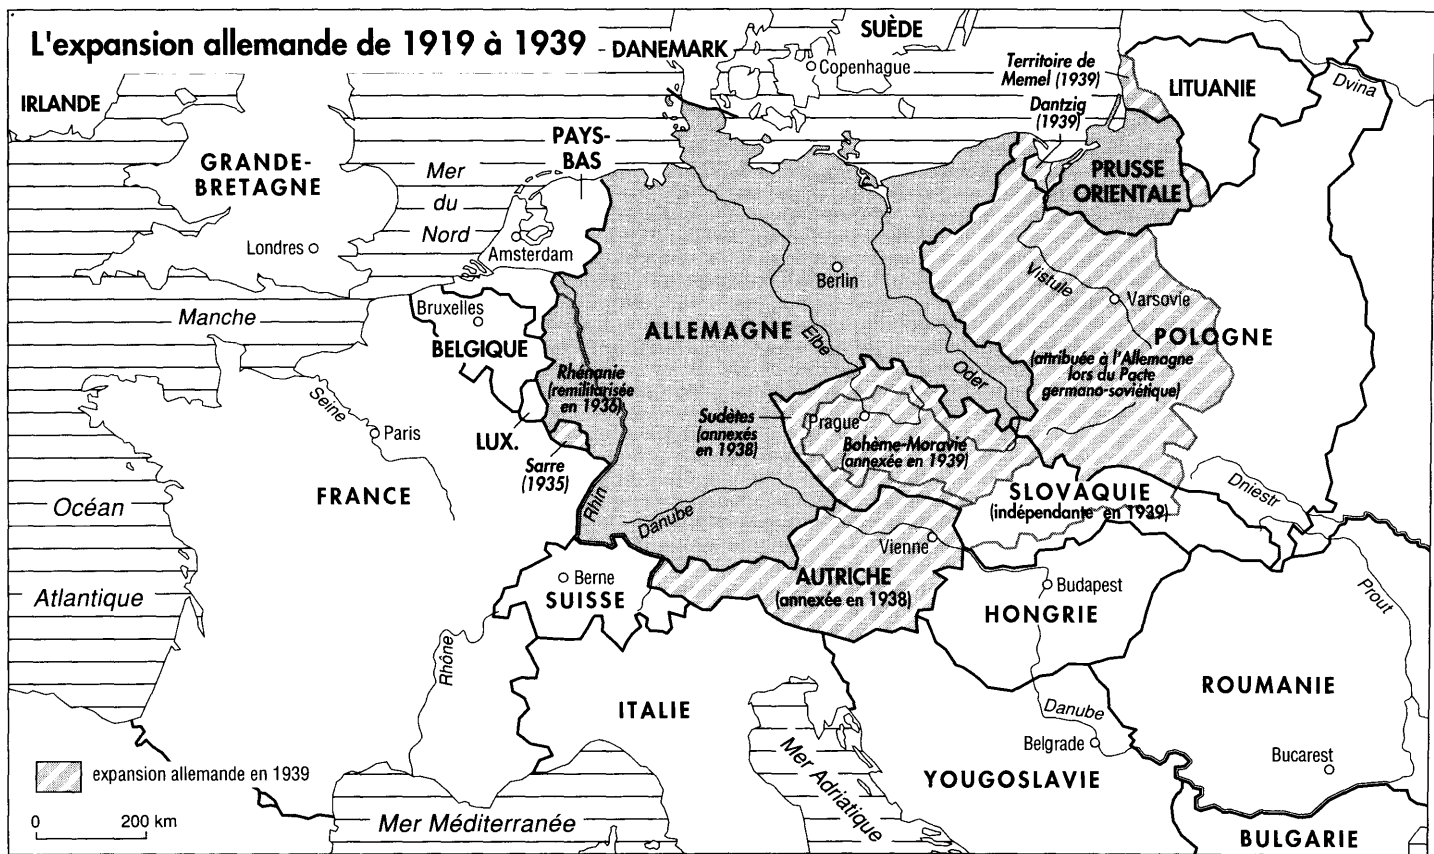 L'expansion allemande de 1919 à 1939
DANEMARK
SUÈDE
Copenhague
Territoire de
Memel (1939)
LITUANIE
Dvina
Dantzig
(1939)
IRLANDE
GRANDE-
BRETAGNE
PAYS-
BAS
PRUSSE
ORIENTALE
Mer
du
Nord
Londres
Amsterdam
Berlin
Vistule
Varsovie
Manche
Bruxelles
BELGIQUE
ALLEMAGNE
Elbe
Oder
POLOGNE
(attribuée à l'Allemagne
lors du Pacte
germano-soviétique)
Rhénanie
(remilitarisée
en 1936)
Seine
Paris
LUX.
Sudètes
(annexés
en 1938)
Prague
Bohème-Moravie
(annexée en 1939)
Sarre
(1935)
FRANCE
Rhin
Danube
SLOVAQUIE
(indépendante en 1939)
Dniestr
Océan
Atlantique
Vienne
AUTRICHE
(annexée en 1938)
Berne
SUISSE
Budapest
HONGRIE
Prout
Rhône
ITALIE
ROUMANIE
Danube
Belgrade
Bucarest
Mer Adriatique
YOUGOSLAVIE
expansion allemande en 1939
0 200 km
Mer Méditerranée
BULGARIE